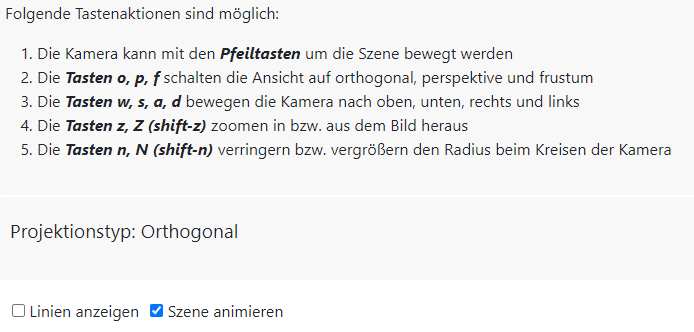 Folgende Tastenaktionen sind möglich:
1. Die Kamera kann mit den Pfeiltasten um die Szene bewegt werden
2. Die Tasten o, p, f schalten die Ansicht auf orthogonal, perspektive und frustum
3. Die Tasten w, s, a, d bewegen die Kamera nach oben, unten, rechts und links
4. Die Tasten z, Z (shift-z) zoomen in bzw. aus dem Bild heraus
5. Die Tasten n, N (shift-n) verringern bzw. vergrößern den Radius beim Kreisen der Kamera
Projektionstyp: Orthogonal
Linien anzeigen Szene animieren